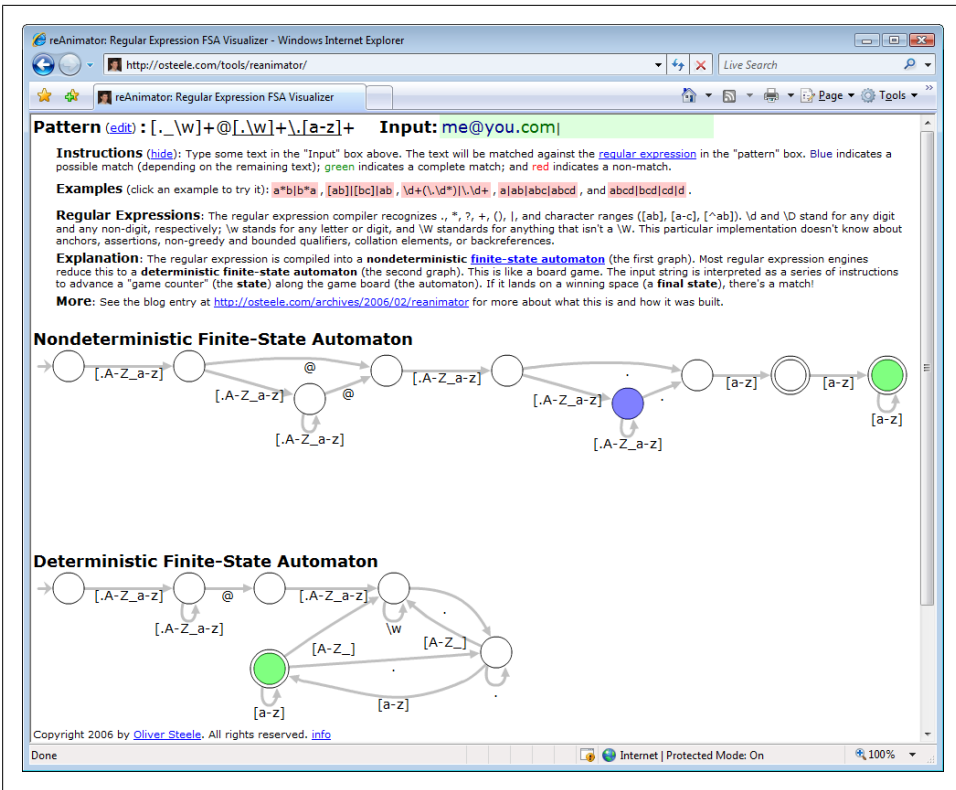 reAnimator: Regular Expression FSA Visualizer - Windows Internet Explorer
http://osteele.com/tools/reanimator/
Live Search
reAnimator: Regular Expression FSA Visualizer
Page
Tools
Pattern (edit) : [._\w]+@[.\w]+\.[a-z]+ Input: me@you.com|
Instructions (hide): Type some text in the "Input" box above. The text will be matched against the regular expression in the "pattern" box. Blue indicates a
possible match (depending on the remaining text); green indicates a complete match; and red indicates a non-match.
Examples (click an example to try it): a*b|b*a , [ab]|[bc]|ab , \d+(\.\d*)|\.\d+ , a|ab|abc|abcd , and abcd|bcd|cd|d .
Regular Expressions: The regular expression compiler recognizes ., *, ?, +, (), |, and character ranges ([ab], [a-c], [^ab]). \d and \D stand for any digit
and any non-digit, respectively; \w stands for any letter or digit, and \W standards for anything that isn't a \W. This particular implementation doesn't know about
anchors, assertions, non-greedy and bounded qualifiers, collation elements, or backreferences.
Explanation: The regular expression is compiled into a nondeterministic finite-state automaton (the first graph). Most regular expression engines
reduce this to a deterministic finite-state automaton (the second graph). This is like a board game. The input string is interpreted as a series of instructions
to advance a "game counter" (the state) along the game board (the automaton). If it lands on a winning space (a final state), there's a match!
More: See the blog entry at http://osteele.com/archives/2006/02/reanimator for more about what this is and how it was built.
Nondeterministic Finite-State Automaton
@ .
[.A-Z_a-z] [.A-Z_a-z] [a-z] [a-z]
[.A-Z_a-z] @ [.A-Z_a-z] .
[a-z]
[.A-Z_a-z] [.A-Z_a-z]
Deterministic Finite-State Automaton
[.A-Z_a-z] @ [.A-Z_a-z]
.
[.A-Z_a-z] \w
[A-Z_] [A-Z_]
.
.
[a-z] [a-z]
Copyright 2006 by Oliver Steele. All rights reserved. info
Done
Internet | Protected Mode: On
100%